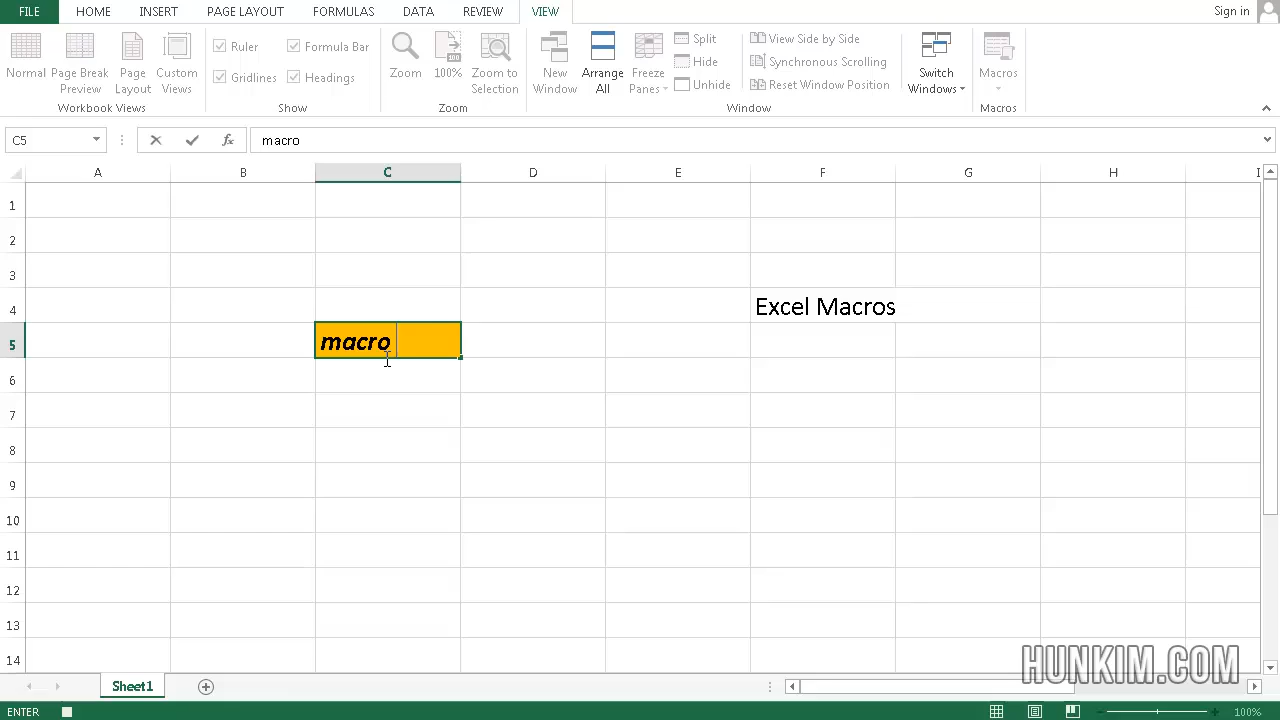 FILE HOME INSERT PAGE LAYOUT FORMULAS DATA REVIEW VIEW Sign in
Normal
Page Break Preview
Page Layout
Custom Views
Workbook Views
Ruler
Formula Bar
Gridlines
Headings
Show
Zoom
100%
Zoom to Selection
Zoom
New Window
Arrange All
Freeze Panes
Split
Hide
Unhide
View Side by Side
Synchronous Scrolling
Reset Window Position
Window
Switch Windows
Macros
Macros
C5 fx macro
A B C D E F G H I
1
2
3
4 Excel Macros
5 macro
6
7
8
9
10
11
12
13
14
HUNKIM.COM
Sheet1
ENTER 100%